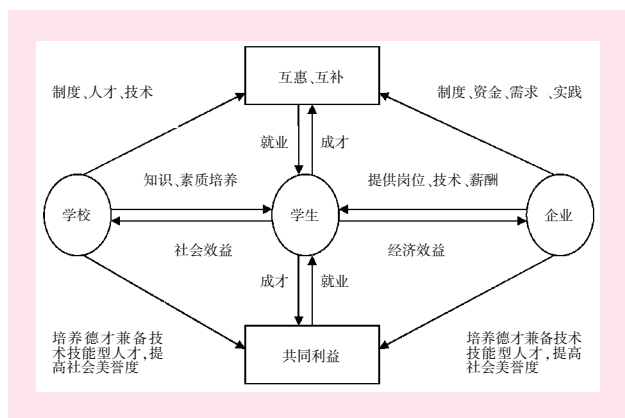 互惠、互补
制度、人才、技术
制度、资金、需求 、实践
就业
成才
知识、素质培养
提供岗位、技术、薪酬
学校
学生
企业
社会效益
经济效益
成才
就业
培养德才兼备技
术技能型人才,提
高社会美誉度
共同利益
培养德才兼备技术
技能型人才,提高
社会美誉度